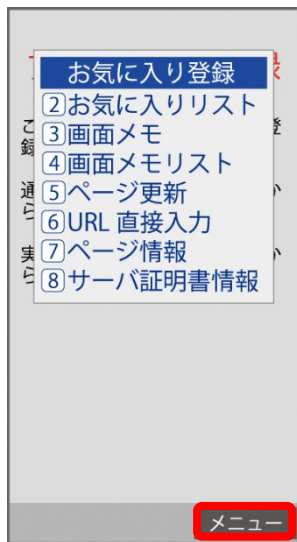 お気に入り登録
2お気に入りリスト
3画面メモ
4画面メモリスト
5ページ更新
6URL 直接入力
7ページ情報
8サーバ証明書情報
メニュー